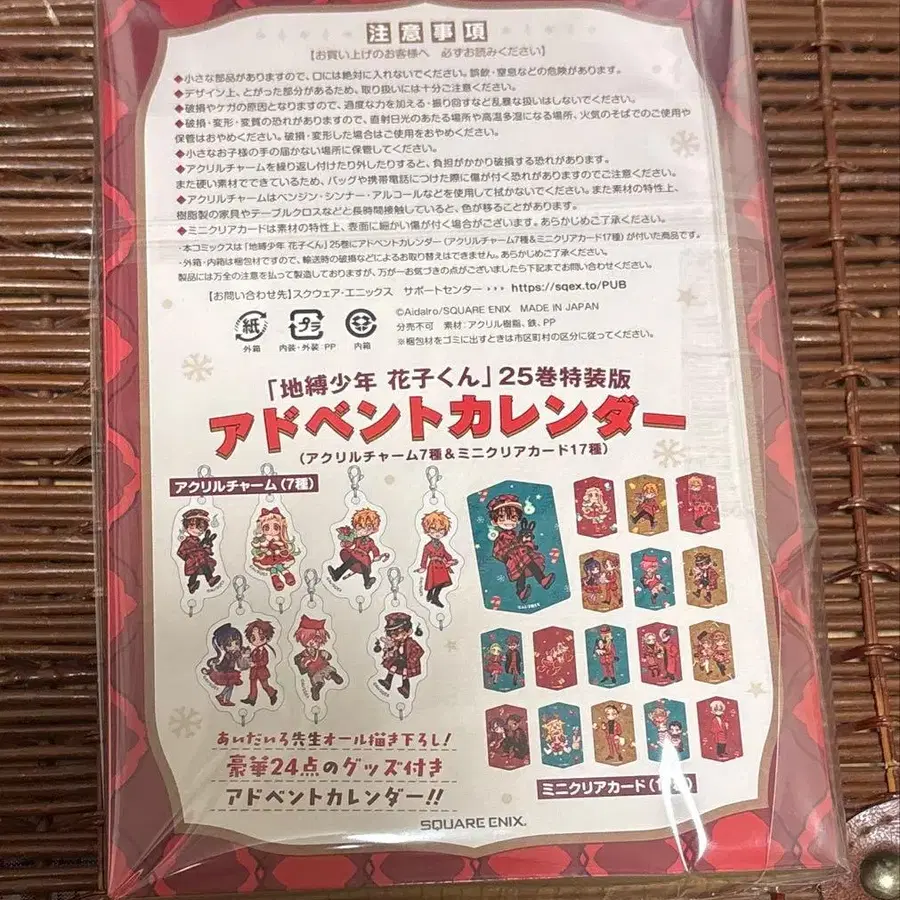 注意事項
【お買い上げのお客様へ　必ずお読みください】
◆小さな部品がありますので、口には絶対に入れないでください。誤飲・窒息などの危険があります。
◆デザイン上、とがった部分があるため、取り扱いには十分ご注意ください。
◆破損やケガの原因となりますので、過度な力を加える・振り回すなど乱暴な扱いはしないでください。
◆破損・変形・変質の恐れがありますので、直射日光のあたる場所や高温多湿になる場所、火気のそばでのご使用や
保管はおやめください。破損・変形した場合はご使用をおやめください。
◆小さなお子様の手の届かない場所に保管してください。
◆アクリルチャームを繰り返し付けたり外したりすると、負担がかかり破損する恐れがあります。
また硬い素材でできているため、バッグや携帯電話につけた際に傷が付く恐れがありますのでご注意ください。
◆アクリルチャームはベンジン・シンナー・アルコールなどを使用して拭かないでください。また素材の特性上、
樹脂製の家具やテーブルクロスなどと長時間接触していると、色が移ることがあります。
◆ミニクリアカードは素材の特性上、表面に細かい傷が付く場合がございます。あらかじめご了承ください。
・本コミックスは「地縛少年 花子くん」25巻にアドベントカレンダー（アクリルチャーム7種＆ミニクリアカード17種）が付いた商品です。
・外箱・内箱は梱包材ですので、輸送時の破損などによるお取り替えはできません。あらかじめご了承ください。
製品には万全の注意を払って製造しておりますが、万が一お気づきの点がございましたら下記までお問い合わせください。
【お問い合わせ先】スクウェア・エニックス　サポートセンター ･･･ https://sqex.to/PUB
©AidaIro/SQUARE ENIX MADE IN JAPAN
分売不可　素材：アクリル樹脂、鉄、PP
※梱包材をゴミに出すときは市区町村の区分に従ってください。
紙 プラ
外箱 内装・外装：PP 内箱
「地縛少年 花子くん」25巻特装版
アドベントカレンダー
（アクリルチャーム7種＆ミニクリアカード17種）
アクリルチャーム（7種）
あいだいろ先生オール描き下ろし！
豪華24点のグッズ付き
アドベントカレンダー!!
ミニクリアカード
SQUARE ENIX.